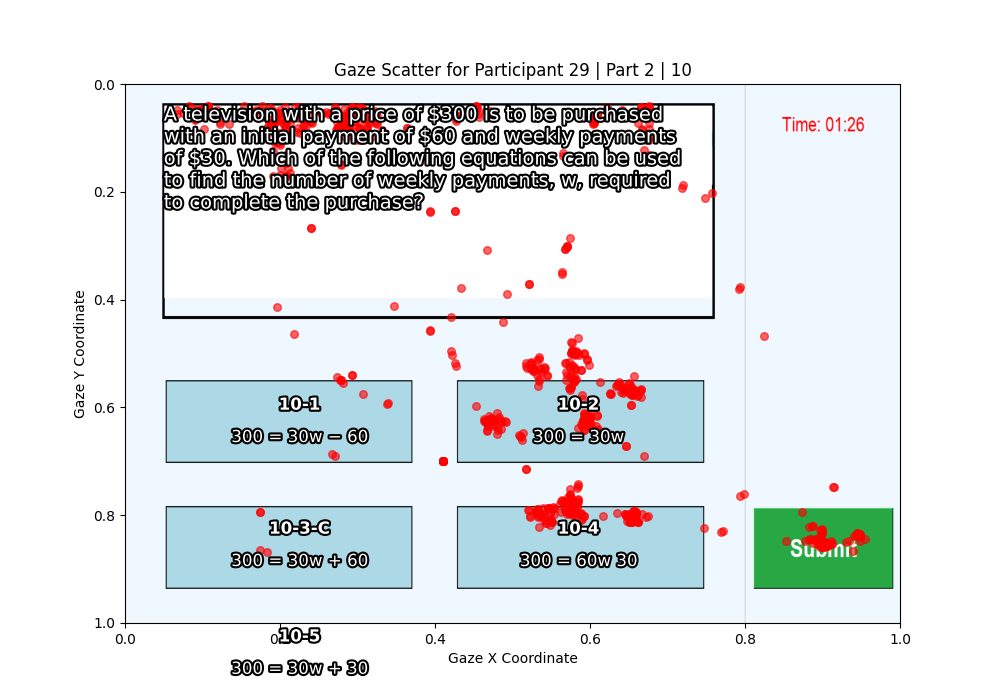 Gaze Scatter for Participant 29 | Part 2 | 10
A television with a price of $300 is to be purchased
with an initial payment of $60 and weekly payments
of $30. Which of the following equations can be used
to find the number of weekly payments, w, required
to complete the purchase?
Time: 01:26
0.0
0.2
0.4
0.6
0.8
1.0
Gaze Y Coordinate
10-1
300 = 30w − 60
10-2
300 = 30w
10-3-C
300 = 30w + 60
10-4
300 = 60w 30
Submit
0.0
0.2
0.4
0.6
0.8
1.0
10-5
Gaze X Coordinate
300 = 30w + 30